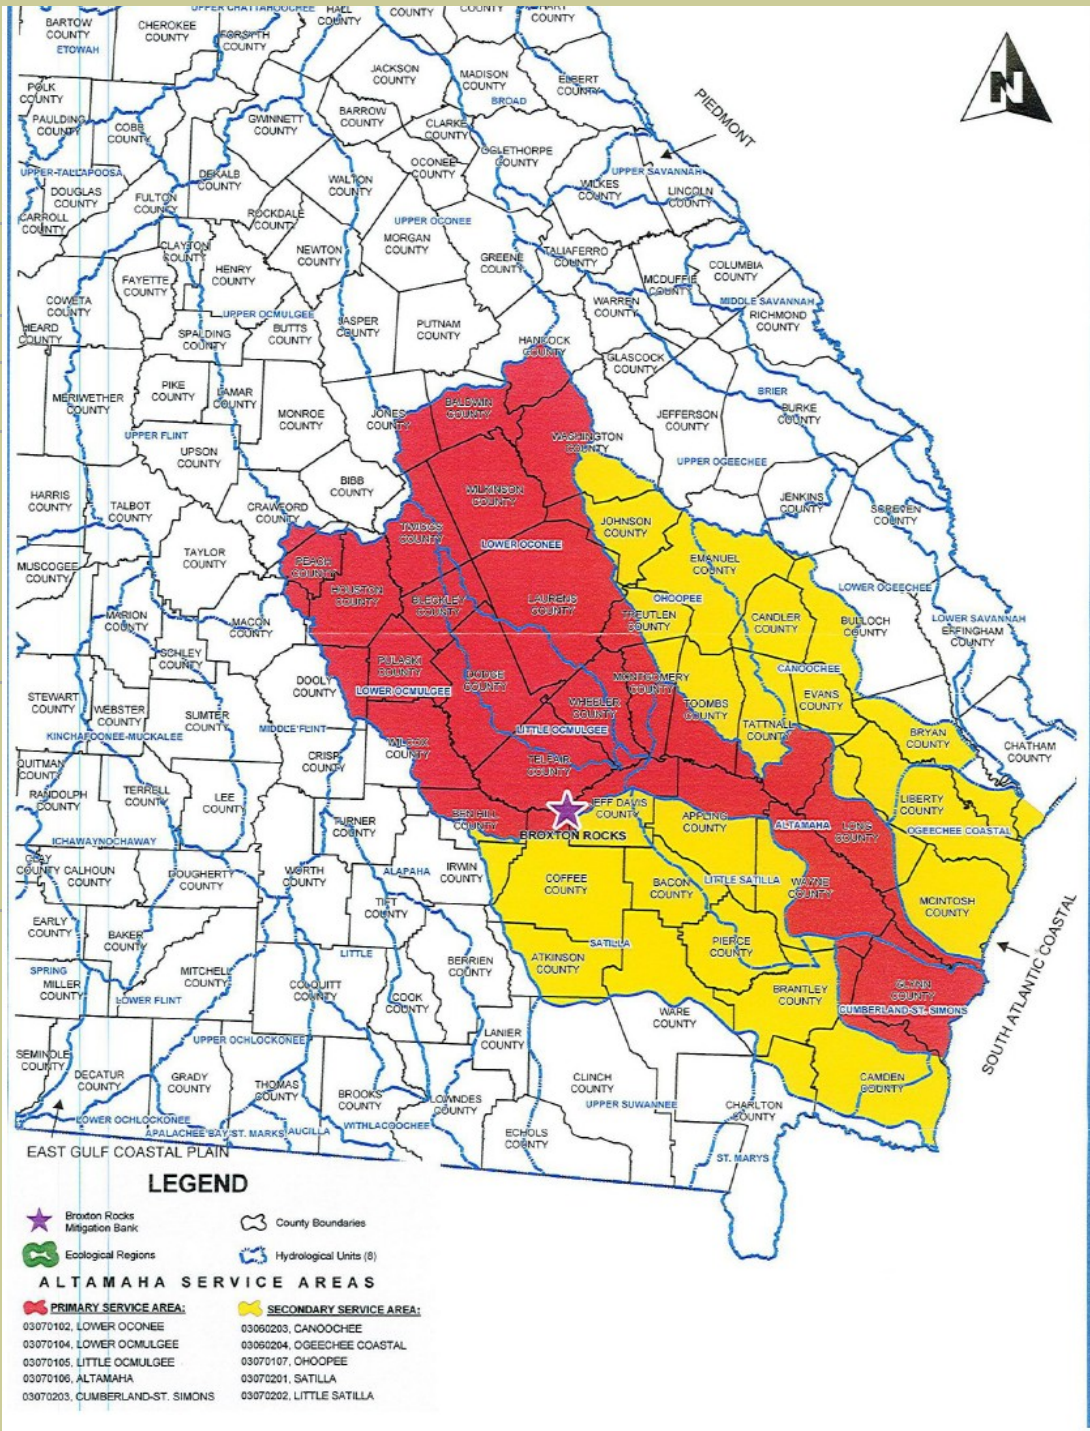 UPPER CHATTAHOOCHEE
HALL
COUNTY
COUNTY
COUNTY
HART
COUNTY
BARTOW
COUNTY
CHEROKEE
COUNTY
FORSYTH
COUNTY
ETOWAH
JACKSON
COUNTY
MADISON
COUNTY
ELBERT
COUNTY
N
POLK
COUNTY
BROAD
PIEDMONT
PAULDING
COUNTY
COBB
COUNTY
GWINNETT
COUNTY
BARROW
COUNTY
CLARKE
COUNTY
OGLETHORPE
COUNTY
OCONEE
COUNTY
UPPER-TALLAPOOSA
DEKALB
COUNTY
WALTON
COUNTY
UPPER SAVANNAH
WILKES
COUNTY
LINCOLN
COUNTY
DOUGLAS
COUNTY
FULTON
COUNTY
CARROLL
COUNTY
ROCKDALE
COUNTY
UPPER OCONEE
MORGAN
COUNTY
CLAYTON
COUNTY
NEWTON
COUNTY
GREENE
COUNTY
TALIAFERRO
COUNTY
HENRY
COUNTY
COLUMBIA
COUNTY
FAYETTE
COUNTY
MCDUFFIE
COUNTY
COWETA
COUNTY
WARREN
COUNTY
MIDDLE SAVANNAH
RICHMOND
COUNTY
UPPER OCMULGEE
HEARD
COUNTY
SPALDING
COUNTY
BUTTS
COUNTY
JASPER
COUNTY
PUTNAM
COUNTY
HANCOCK
COUNTY
GLASCOCK
COUNTY
PIKE
COUNTY
LAMAR
COUNTY
BRIER
MERIWETHER
COUNTY
BALDWIN
COUNTY
BURKE
COUNTY
MONROE
COUNTY
JONES
COUNTY
JEFFERSON
COUNTY
UPPER FLINT
WASHINGTON
COUNTY
UPSON
COUNTY
UPPER OGEECHEE
BIBB
COUNTY
WILKINSON
COUNTY
HARRIS
COUNTY
TALBOT
COUNTY
CRAWFORD
COUNTY
JENKINS
COUNTY
SCREVEN
COUNTY
TWIGGS
COUNTY
JOHNSON
COUNTY
LOWER OCONEE
TAYLOR
COUNTY
PEACH
COUNTY
EMANUEL
COUNTY
MUSCOGEE
COUNTY
HOUSTON
COUNTY
BLECKLEY
COUNTY
LAURENS
COUNTY
OHOOPEE
LOWER OGEECHEE
MARION
COUNTY
MACON
COUNTY
TREUTLEN
COUNTY
CANDLER
COUNTY
BULLOCH
COUNTY
LOWER SAVANNAH
EFFINGHAM
COUNTY
SCHLEY
COUNTY
PULASKI
COUNTY
DOOLY
COUNTY
LOWER OCMULGEE
DODGE
COUNTY
MONTGOMERY
COUNTY
CANOOCHEE
STEWART
COUNTY
WEBSTER
COUNTY
SUMTER
COUNTY
WHEELER
COUNTY
TOOMBS
COUNTY
EVANS
COUNTY
MIDDLE FLINT
LITTLE OCMULGEE
TATTNALL
COUNTY
BRYAN
COUNTY
KINCHAFOONEE-MUCKALEE
CHATHAM
COUNTY
WILCOX
COUNTY
CRISP
COUNTY
TELFAIR
COUNTY
QUITMAN
COUNTY
RANDOLPH
COUNTY
TERRELL
COUNTY
LEE
COUNTY
LIBERTY
COUNTY
JEFF DAVIS
COUNTY
BEN HILL
COUNTY
APPLING
COUNTY
TURNER
COUNTY
BROXTON ROCKS
ALTAMAHA
LONG
COUNTY
OGEECHEE COASTAL
ICHAWAYNOCHAWAY
CLAY
COUNTY
CALHOUN
COUNTY
DOUGHERTY
COUNTY
WORTH
COUNTY
ALAPAHA
IRWIN
COUNTY
COFFEE
COUNTY
BACON
COUNTY
LITTLE SATILLA
WAYNE
COUNTY
MCINTOSH
COUNTY
TIFT
COUNTY
EARLY
COUNTY
BAKER
COUNTY
SATILLA
PIERCE
COUNTY
LITTLE
ATKINSON
COUNTY
BERRIEN
COUNTY
SPRING
MILLER
COUNTY
MITCHELL
COUNTY
COLQUITT
COUNTY
COOK
COUNTY
LOWER FLINT
BRANTLEY
COUNTY
GLYNN
COUNTY
CUMBERLAND-ST. SIMONS
SOUTH ATLANTIC COASTAL
WARE
COUNTY
LANIER
COUNTY
UPPER OCHLOCKONEE
SEMINOLE
COUNTY
DECATUR
COUNTY
GRADY
COUNTY
THOMAS
COUNTY
BROOKS
COUNTY
LOWNDES
COUNTY
CLINCH
COUNTY
CAMDEN
COUNTY
UPPER SUWANNEE
CHARLTON
COUNTY
LOWER OCHLOCKONEE
APALACHEE BAY-ST. MARKS
AUCILLA
WITHLACOOCHEE
ECHOLS
COUNTY
EAST GULF COASTAL PLAIN
ST. MARYS
LEGEND
Broxton Rocks
Mitigation Bank
County Boundaries
Ecological Regions
Hydrological Units (8)
ALTAMAHA SERVICE AREAS
PRIMARY SERVICE AREA:
03070102, LOWER OCONEE
03070104, LOWER OCMULGEE
03070105, LITTLE OCMULGEE
03070106, ALTAMAHA
03070203, CUMBERLAND-ST. SIMONS
SECONDARY SERVICE AREA:
03060203, CANOOCHEE
03060204, OGEECHEE COASTAL
03070107, OHOOPEE
03070201, SATILLA
03070202, LITTLE SATILLA